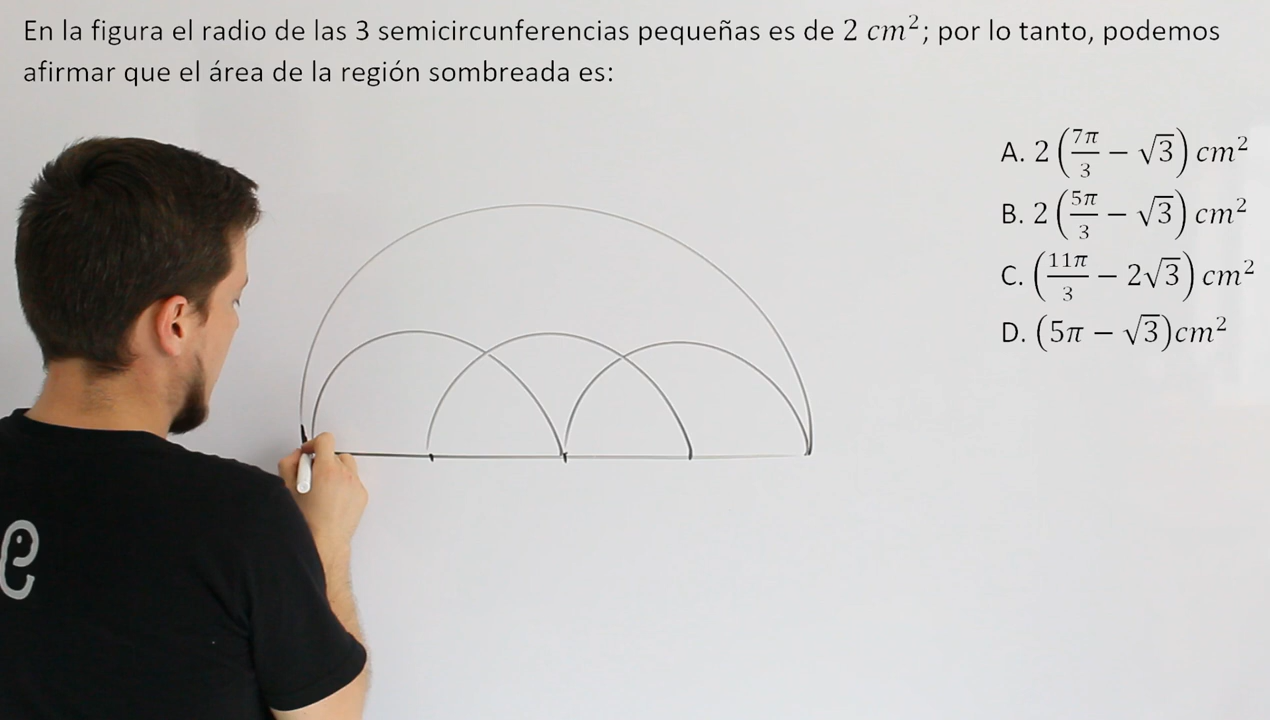 En la figura el radio de las 3 semicircunferencias pequeñas es de 2 cm²; por lo tanto, podemos
afirmar que el área de la región sombreada es:
A. 2 (7π/3 − √3) cm²
B. 2 (5π/3 − √3) cm²
C. (11π/3 − 2√3) cm²
D. (5π − √3)cm²
e